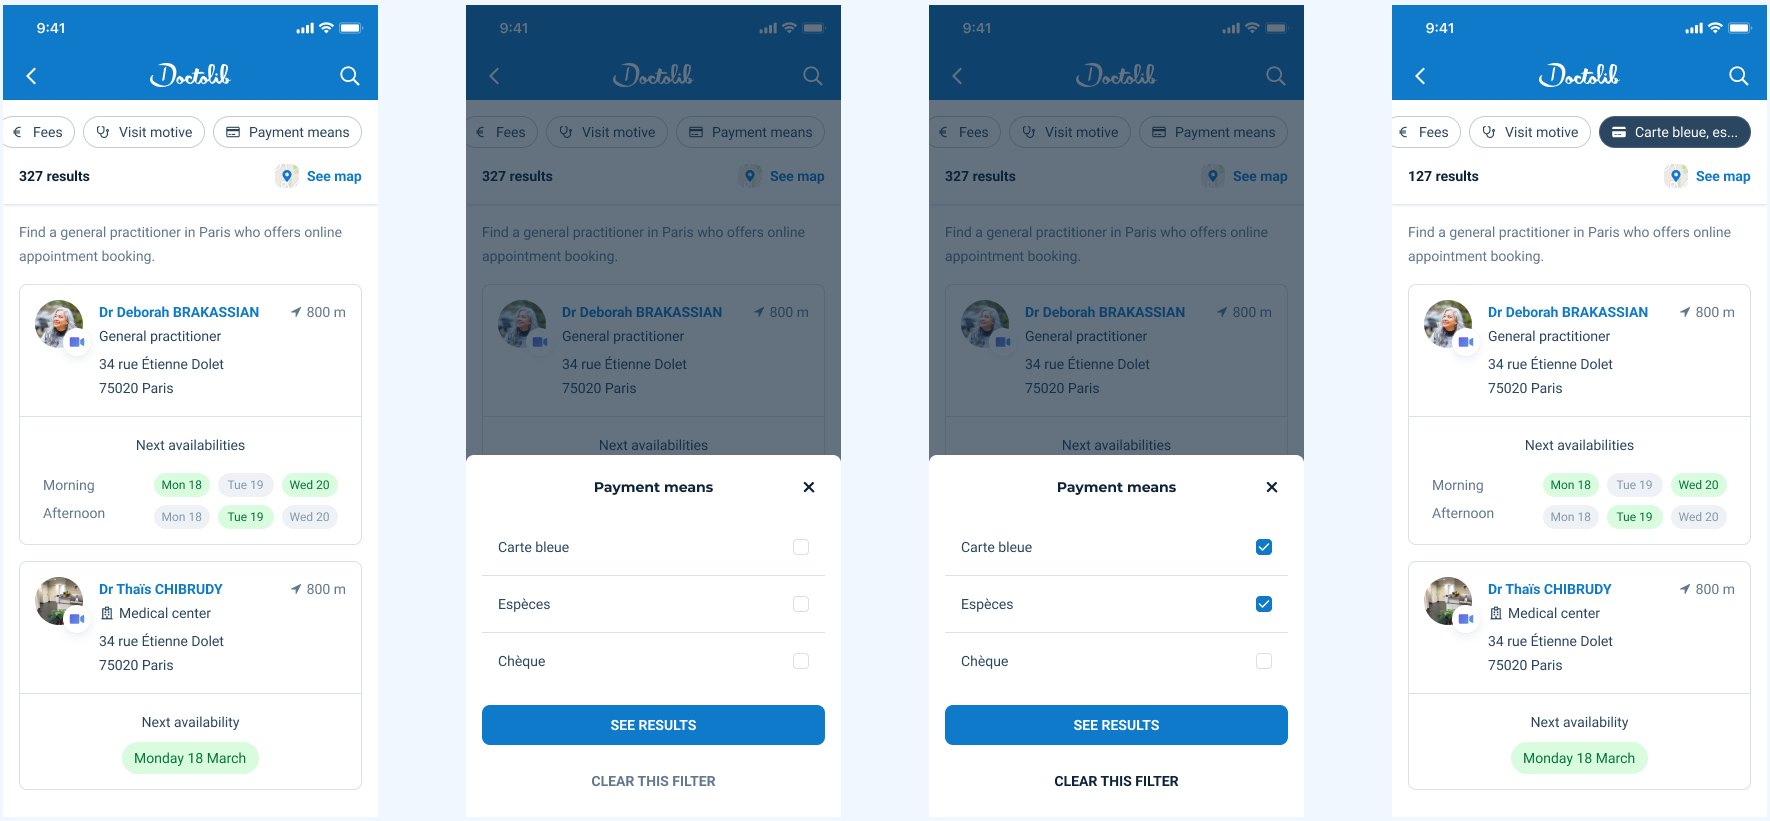 9:41
Doctolib
Fees
Visit motive
Payment means
327 results
See map
Find a general practitioner in Paris who offers online
appointment booking.
Dr Deborah BRAKASSIAN
800 m
General practitioner
34 rue Étienne Dolet
75020 Paris
Next availabilities
Morning
Mon 18
Tue 19
Wed 20
Afternoon
Mon 18
Tue 19
Wed 20
Dr Thaïs CHIBRUDY
800 m
Medical center
34 rue Étienne Dolet
75020 Paris
Next availability
Monday 18 March
9:41
Doctolib
Fees
Visit motive
Payment means
327 results
See map
Find a general practitioner in Paris who offers online
appointment booking.
Dr Deborah BRAKASSIAN
800 m
General practitioner
34 rue Étienne Dolet
75020 Paris
Next availabilities
Payment means
Carte bleue
Espèces
Chèque
SEE RESULTS
CLEAR THIS FILTER
9:41
Doctolib
Fees
Visit motive
Payment means
327 results
See map
Find a general practitioner in Paris who offers online
appointment booking.
Dr Deborah BRAKASSIAN
800 m
General practitioner
34 rue Étienne Dolet
75020 Paris
Next availabilities
Payment means
Carte bleue
Espèces
Chèque
SEE RESULTS
CLEAR THIS FILTER
9:41
Doctolib
Fees
Visit motive
Carte bleue, es...
127 results
See map
Find a general practitioner in Paris who offers online
appointment booking.
Dr Deborah BRAKASSIAN
800 m
General practitioner
34 rue Étienne Dolet
75020 Paris
Next availabilities
Morning
Mon 18
Tue 19
Wed 20
Afternoon
Mon 18
Tue 19
Wed 20
Dr Thaïs CHIBRUDY
800 m
Medical center
34 rue Étienne Dolet
75020 Paris
Next availability
Monday 18 March